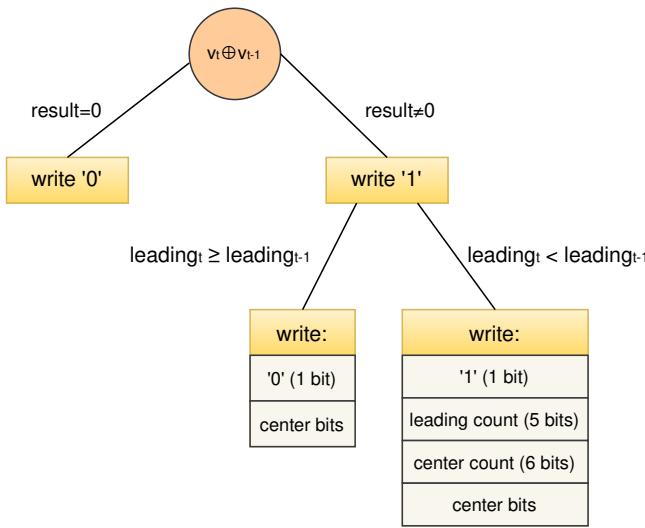 vt⊕vt-1
result=0
result≠0
write '0'
write '1'
leadingt ≥ leadingt-1
leadingt < leadingt-1
write:
'0' (1 bit)
center bits
write:
'1' (1 bit)
leading count (5 bits)
center count (6 bits)
center bits